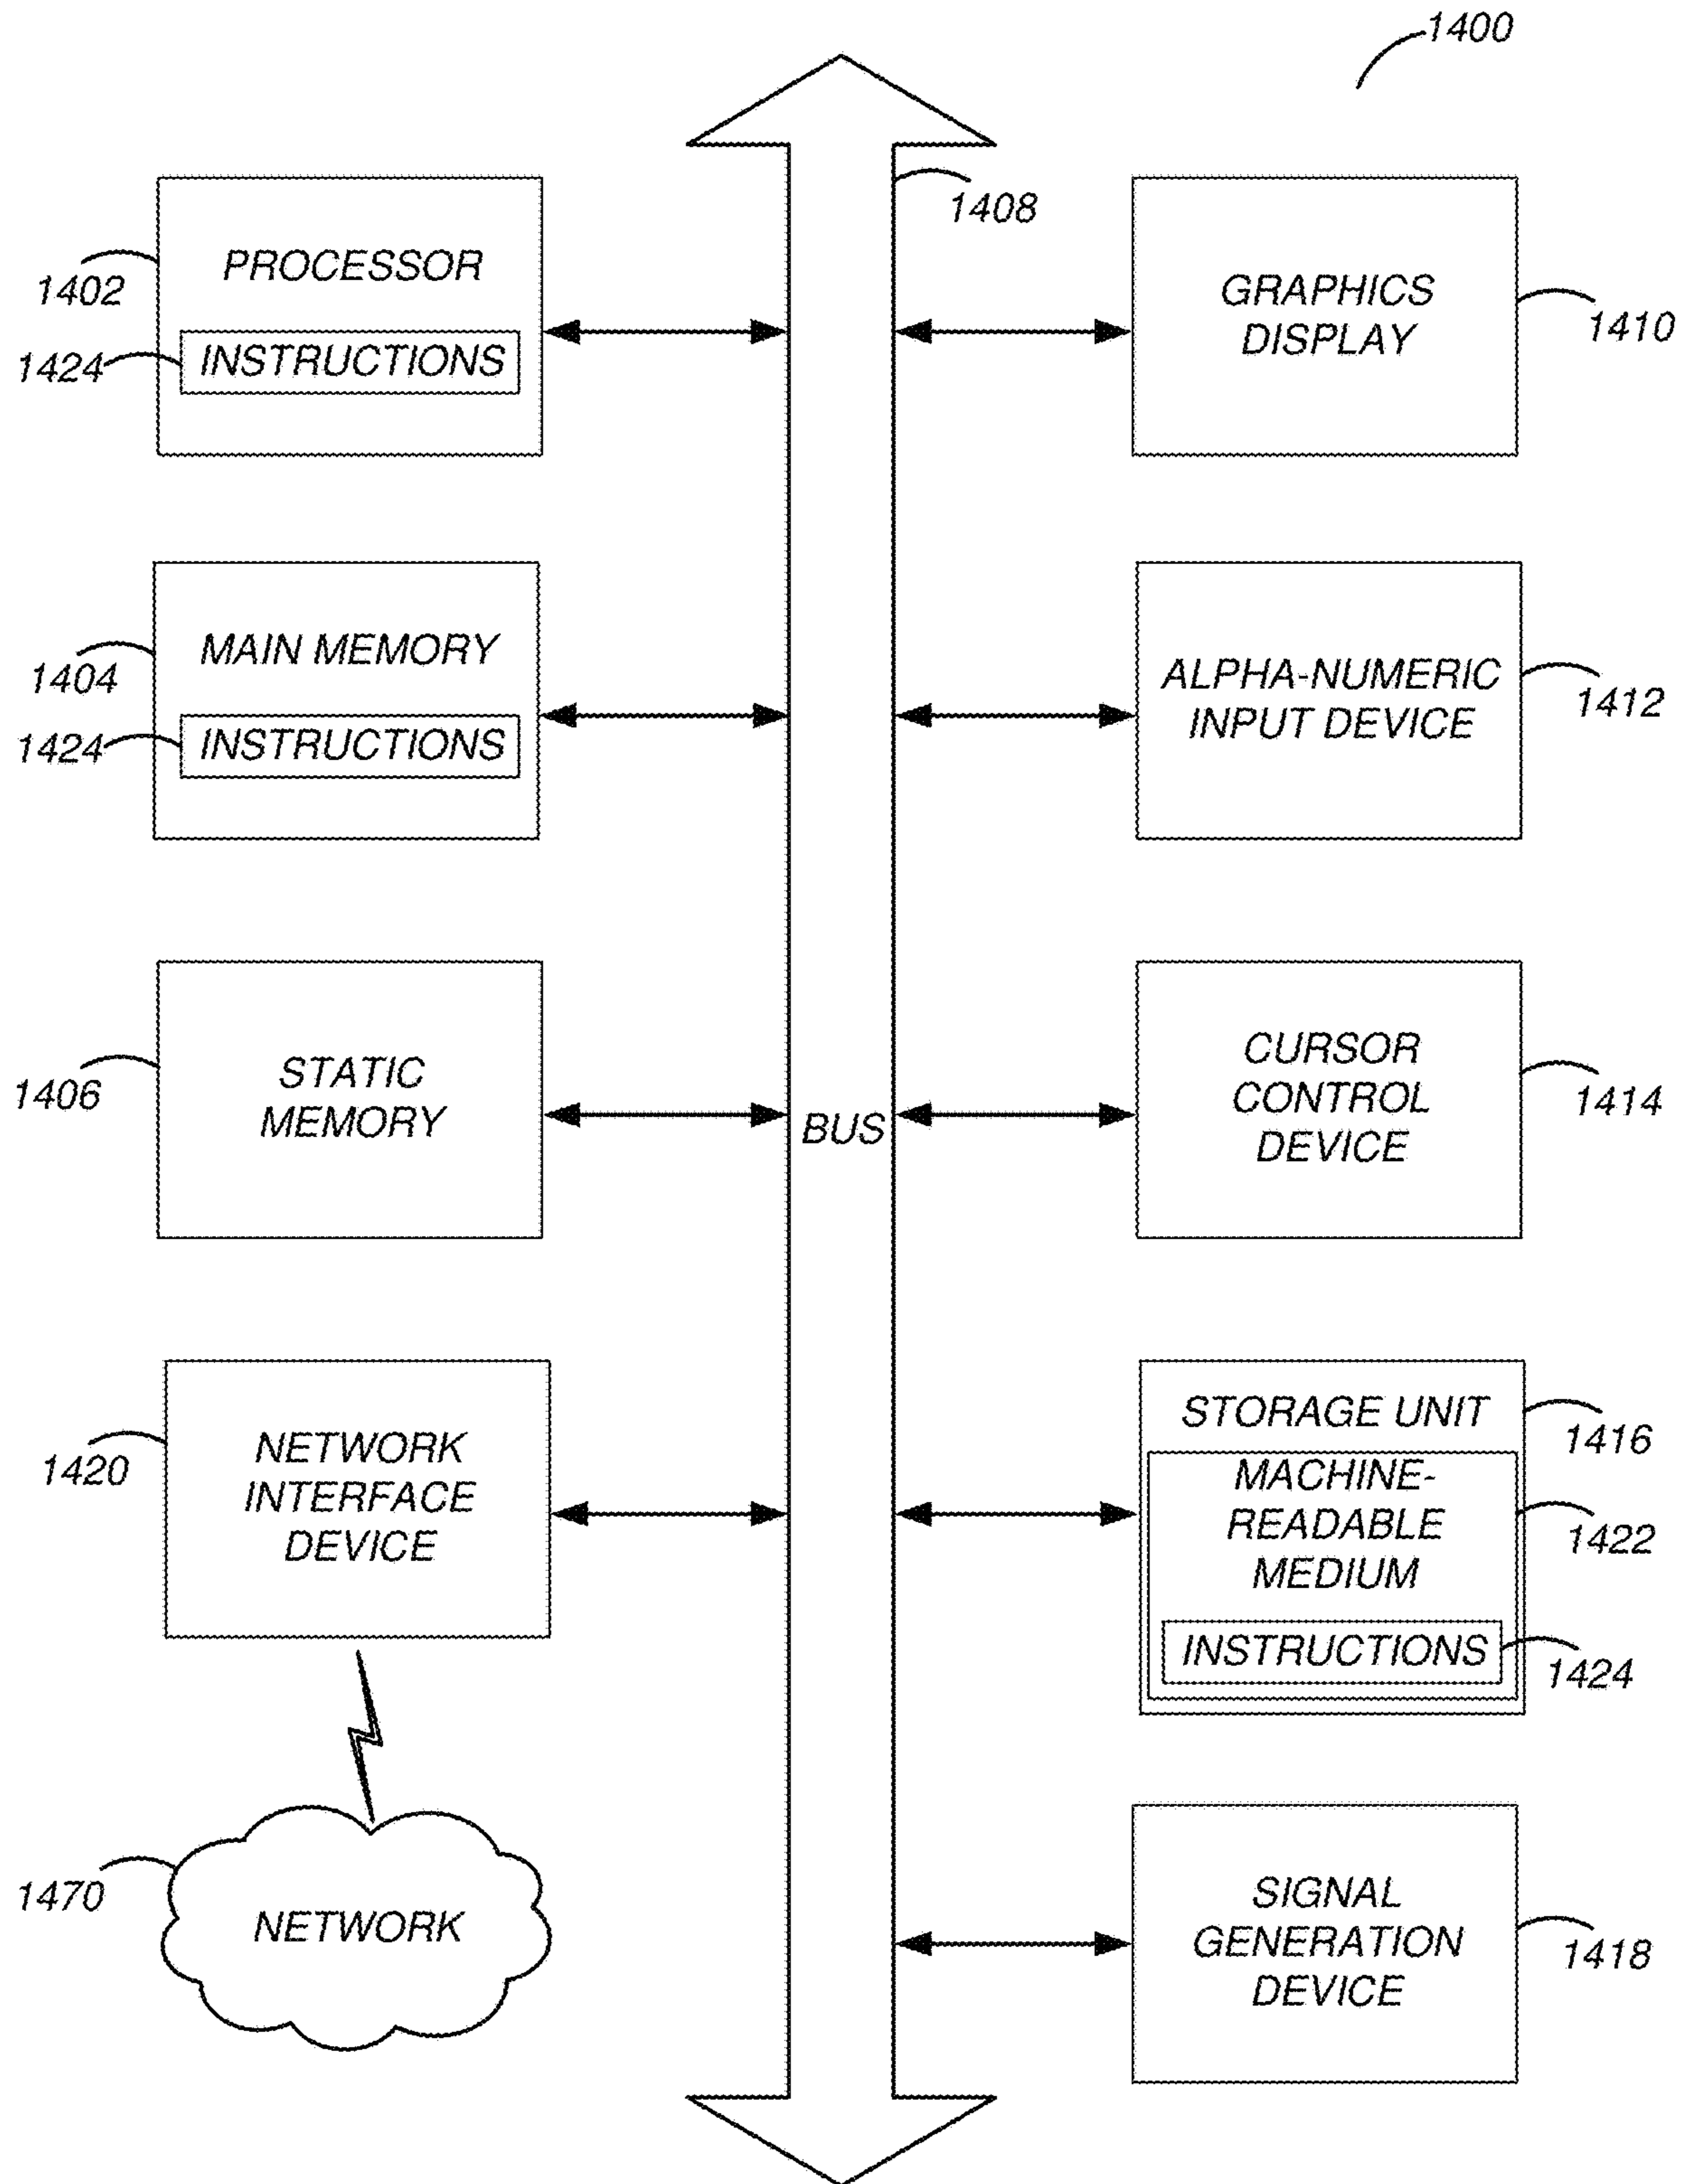 1400
1408
PROCESSOR
1402
1424
INSTRUCTIONS
GRAPHICS
DISPLAY
1410
MAIN MEMORY
1404
1424
INSTRUCTIONS
ALPHA-NUMERIC
INPUT DEVICE
1412
STATIC
MEMORY
1406
BUS
CURSOR
CONTROL
DEVICE
1414
NETWORK
INTERFACE
DEVICE
1420
STORAGE UNIT
1416
MACHINE-
READABLE
MEDIUM
1422
INSTRUCTIONS
1424
1470
NETWORK
SIGNAL
GENERATION
DEVICE
1418